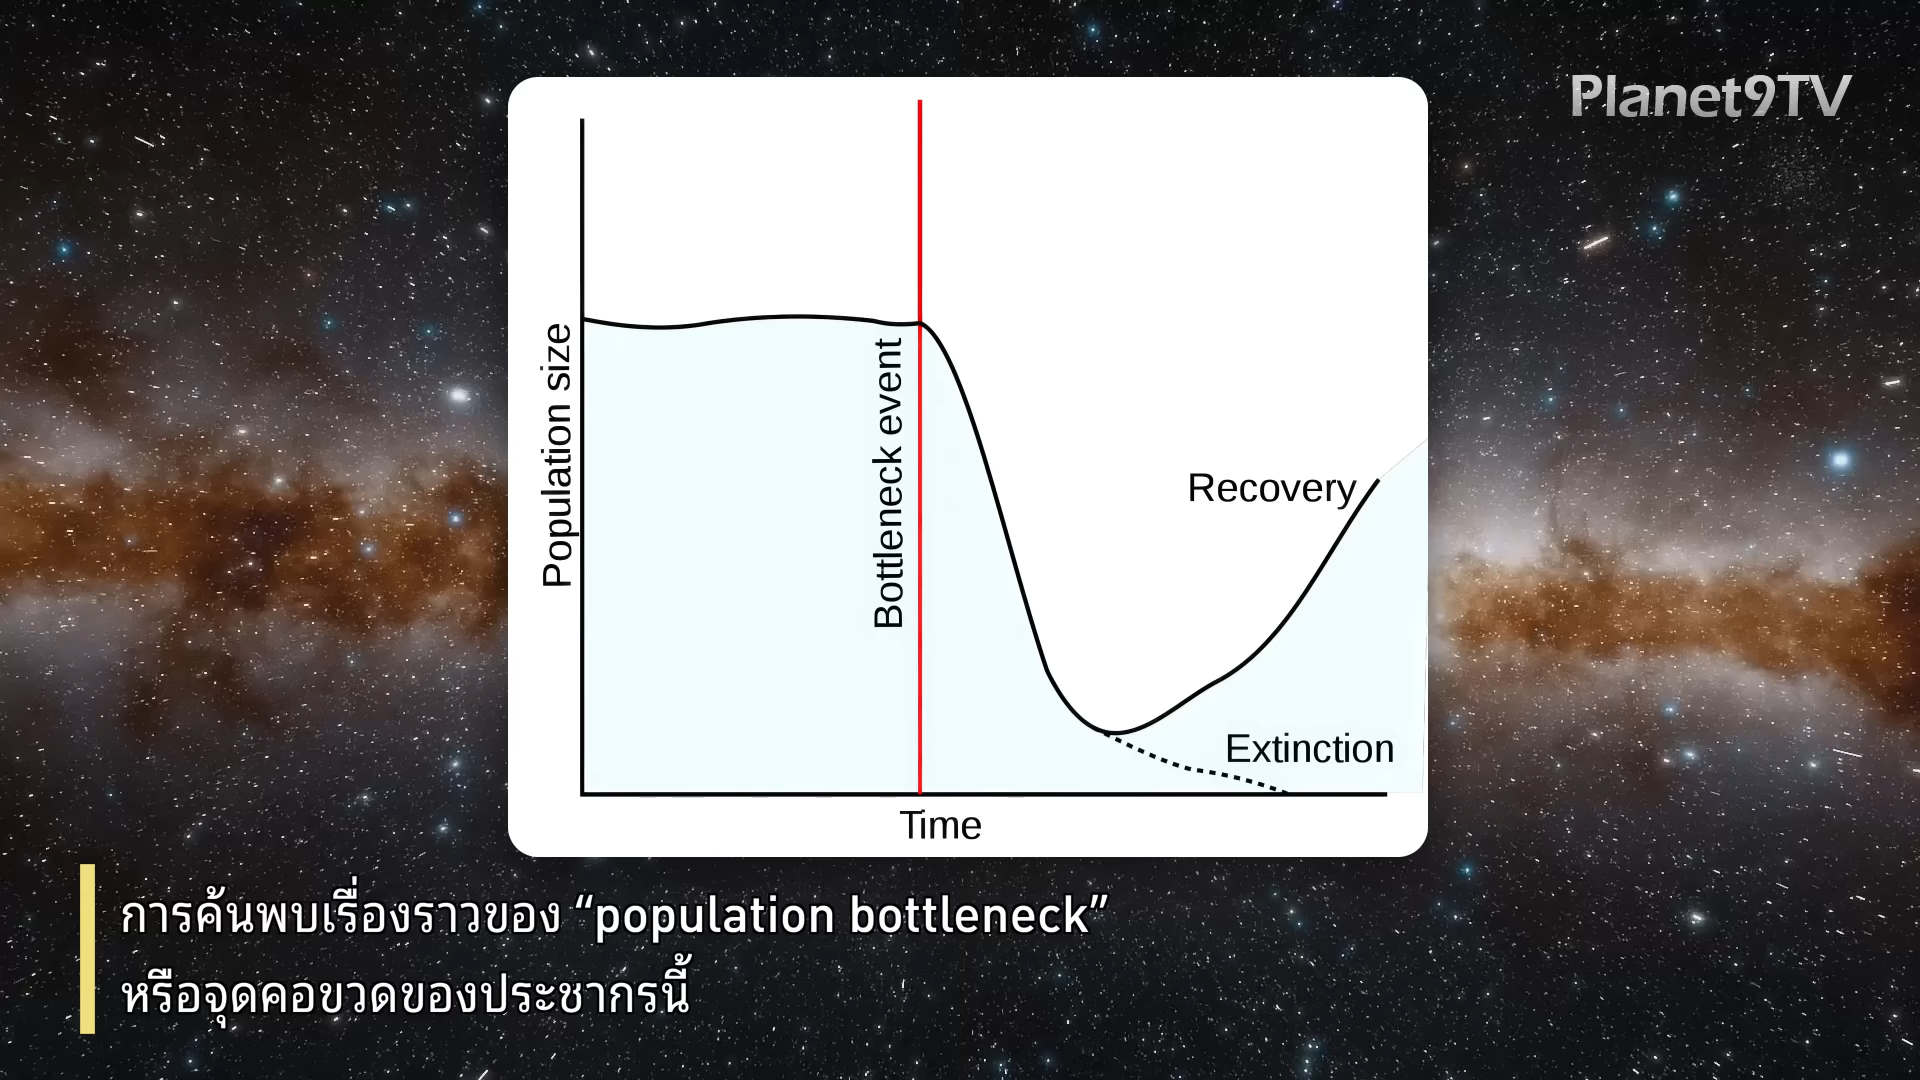 Planet9TV
Population size
Bottleneck event
Recovery
Extinction
Time
การค้นพบเรื่องราวของ “population bottleneck”
หรือจุดคอขวดของประชากรนี้